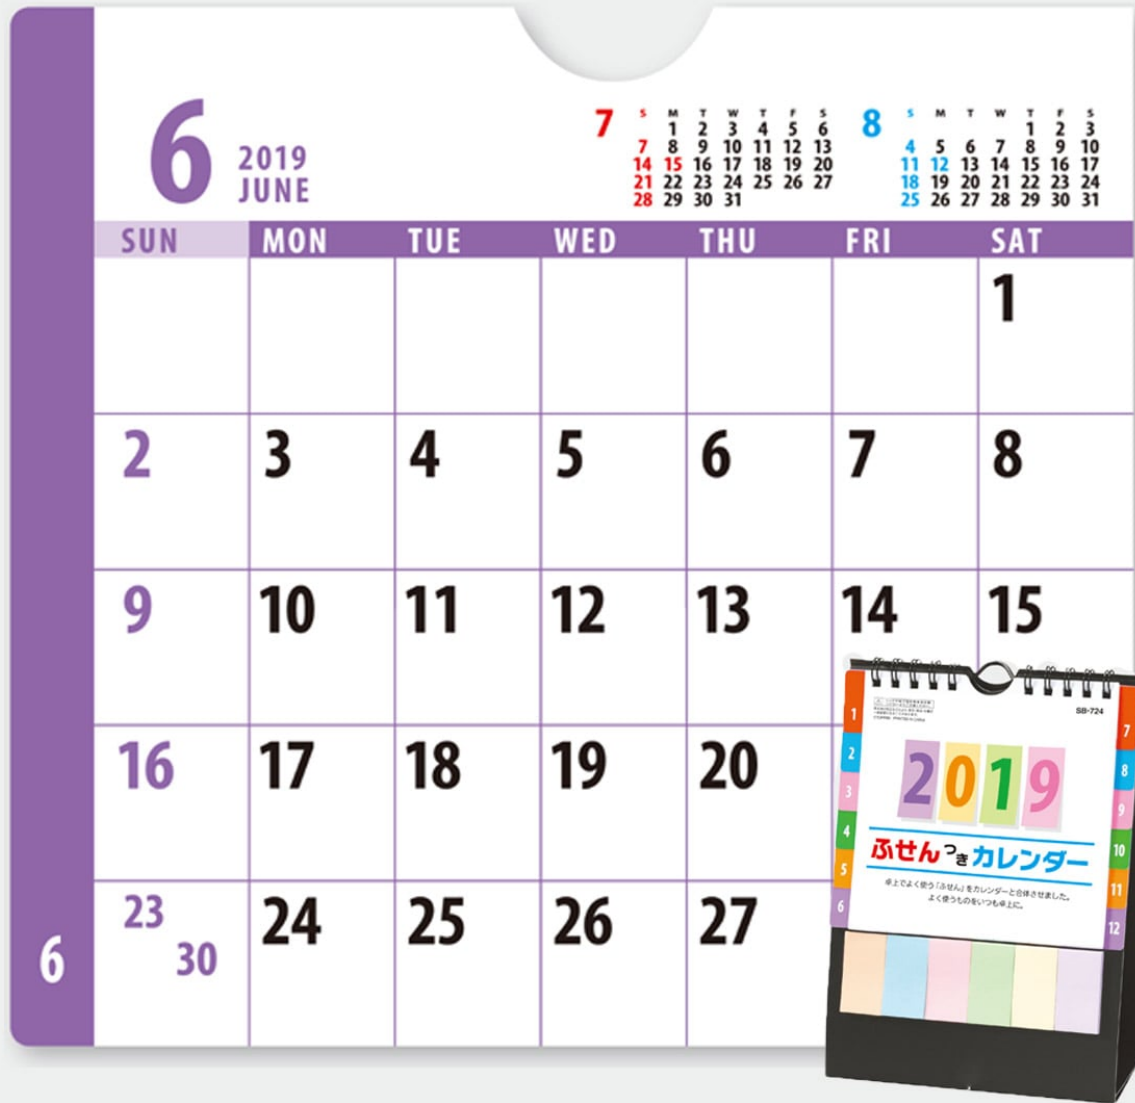 6
2019
JUNE
7
S M T W T F S
1 2 3 4 5 6
7 8 9 10 11 12 13
14 15 16 17 18 19 20
21 22 23 24 25 26 27
28 29 30 31
8
S M T W T F S
1 2 3
4 5 6 7 8 9 10
11 12 13 14 15 16 17
18 19 20 21 22 23 24
25 26 27 28 29 30 31
SUN MON TUE WED THU FRI SAT
1
2 3 4 5 6 7 8
9 10 11 12 13 14 15
16 17 18 19 20
23 30 24 25 26 27
6
SB-724
2019
ふせんつきカレンダー
卓上でよく使う「ふせん」をカレンダーと合体させました。
よく使うものをいつも卓上に。
1
2
3
4
5
6
7
8
9
10
11
12